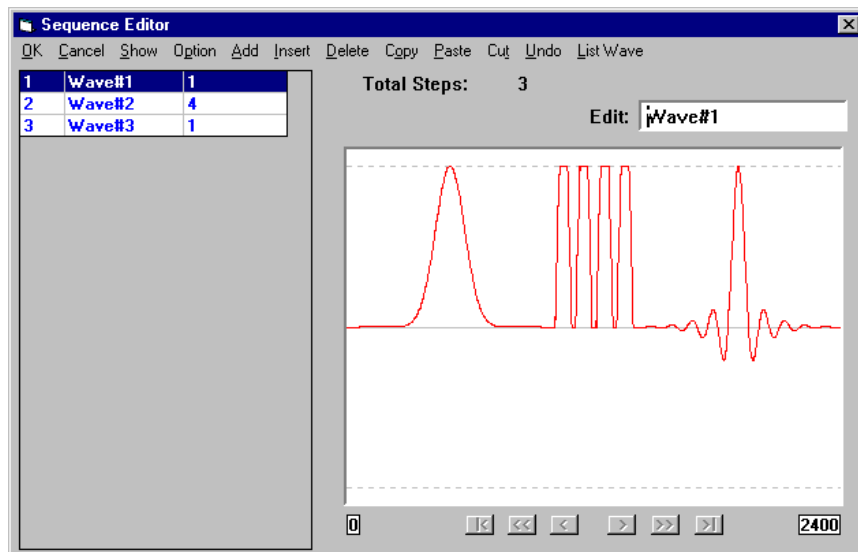 Sequence Editor
OK Cancel Show Option Add Insert Delete Copy Paste Cut Undo List Wave
1 Wave#1 1
2 Wave#2 4
3 Wave#3 1
Total Steps: 3
Edit: Wave#1
0 |< << < > >> >| 2400